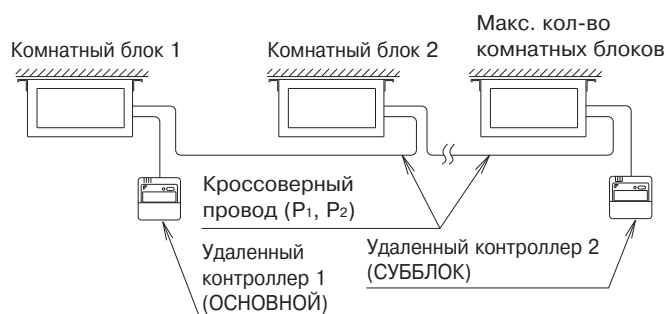 Комнатный блок 1
Комнатный блок 2
Макс. кол-во
комнатных блоков
Кроссоверный
провод (P1, P2)
Удаленный
контроллер 1
(ОСНОВНОЙ)
Удаленный контроллер 2
(СУББЛОК)